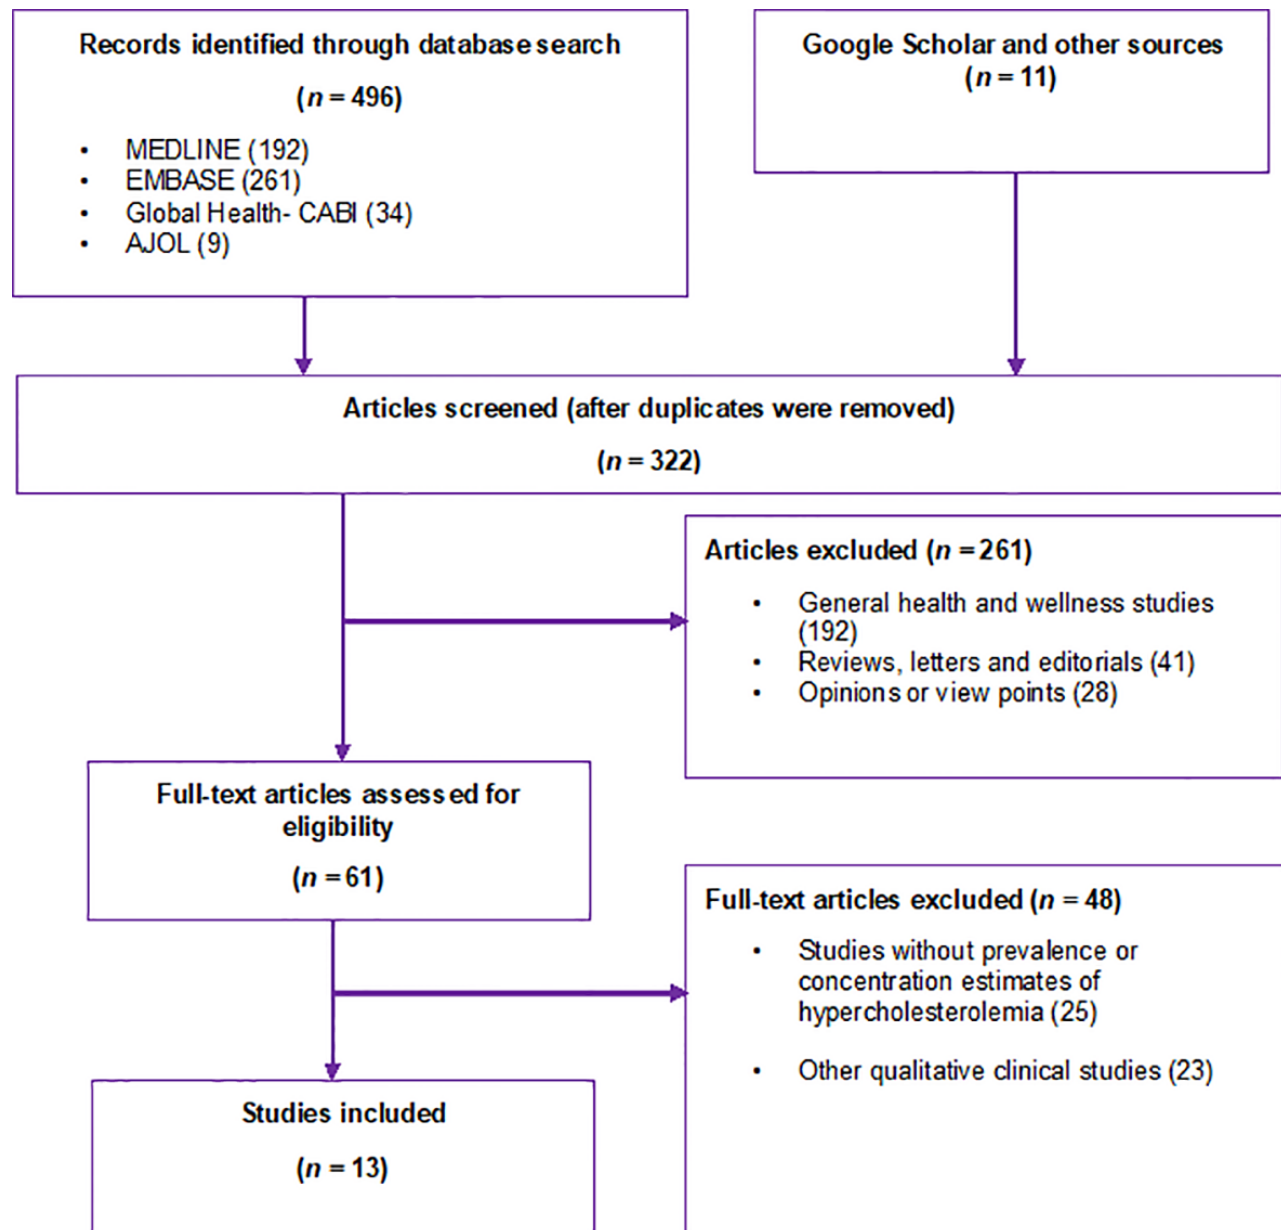 Records identified through database search
(n = 496)
• MEDLINE (192)
• EMBASE (261)
• Global Health- CABI (34)
• AJOL (9)
Google Scholar and other sources
(n = 11)
Articles screened (after duplicates were removed)
(n = 322)
Articles excluded (n = 261)
• General health and wellness studies
(192)
• Reviews, letters and editorials (41)
• Opinions or view points (28)
Full-text articles assessed for
eligibility
(n = 61)
Full-text articles excluded (n = 48)
• Studies without prevalence or
concentration estimates of
hypercholesterolemia (25)
• Other qualitative clinical studies (23)
Studies included
(n = 13)